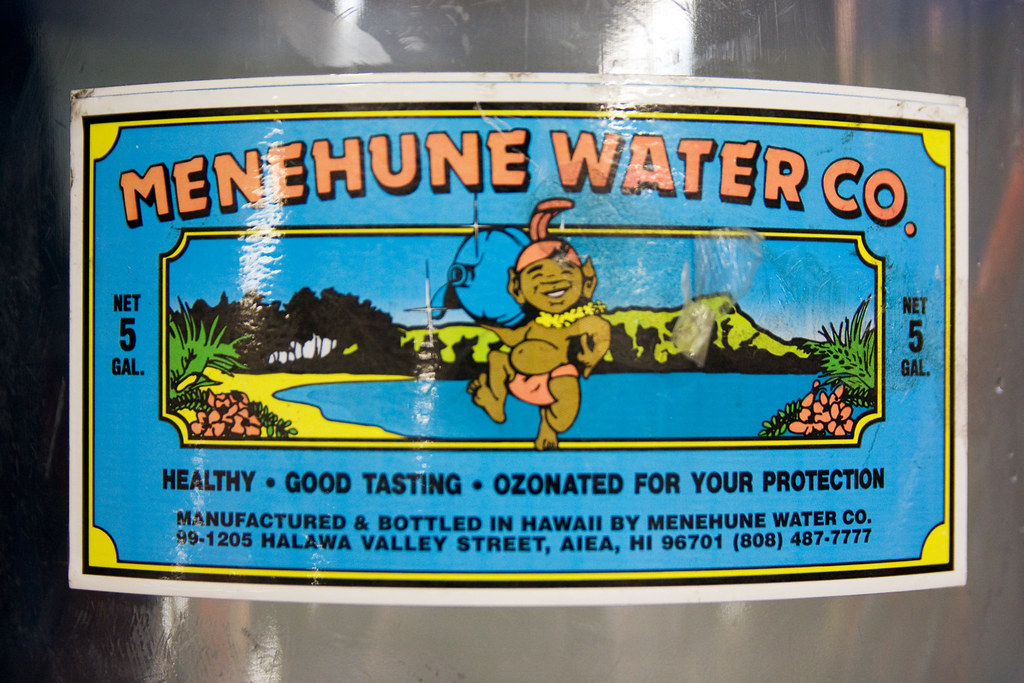 MENEHUNE WATER CO.
NET
5
GAL.
NET
5
GAL.
HEALTHY • GOOD TASTING • OZONATED FOR YOUR PROTECTION
MANUFACTURED & BOTTLED IN HAWAII BY MENEHUNE WATER CO.
99-1205 HALAWA VALLEY STREET, AIEA, HI 96701 (808) 487-7777